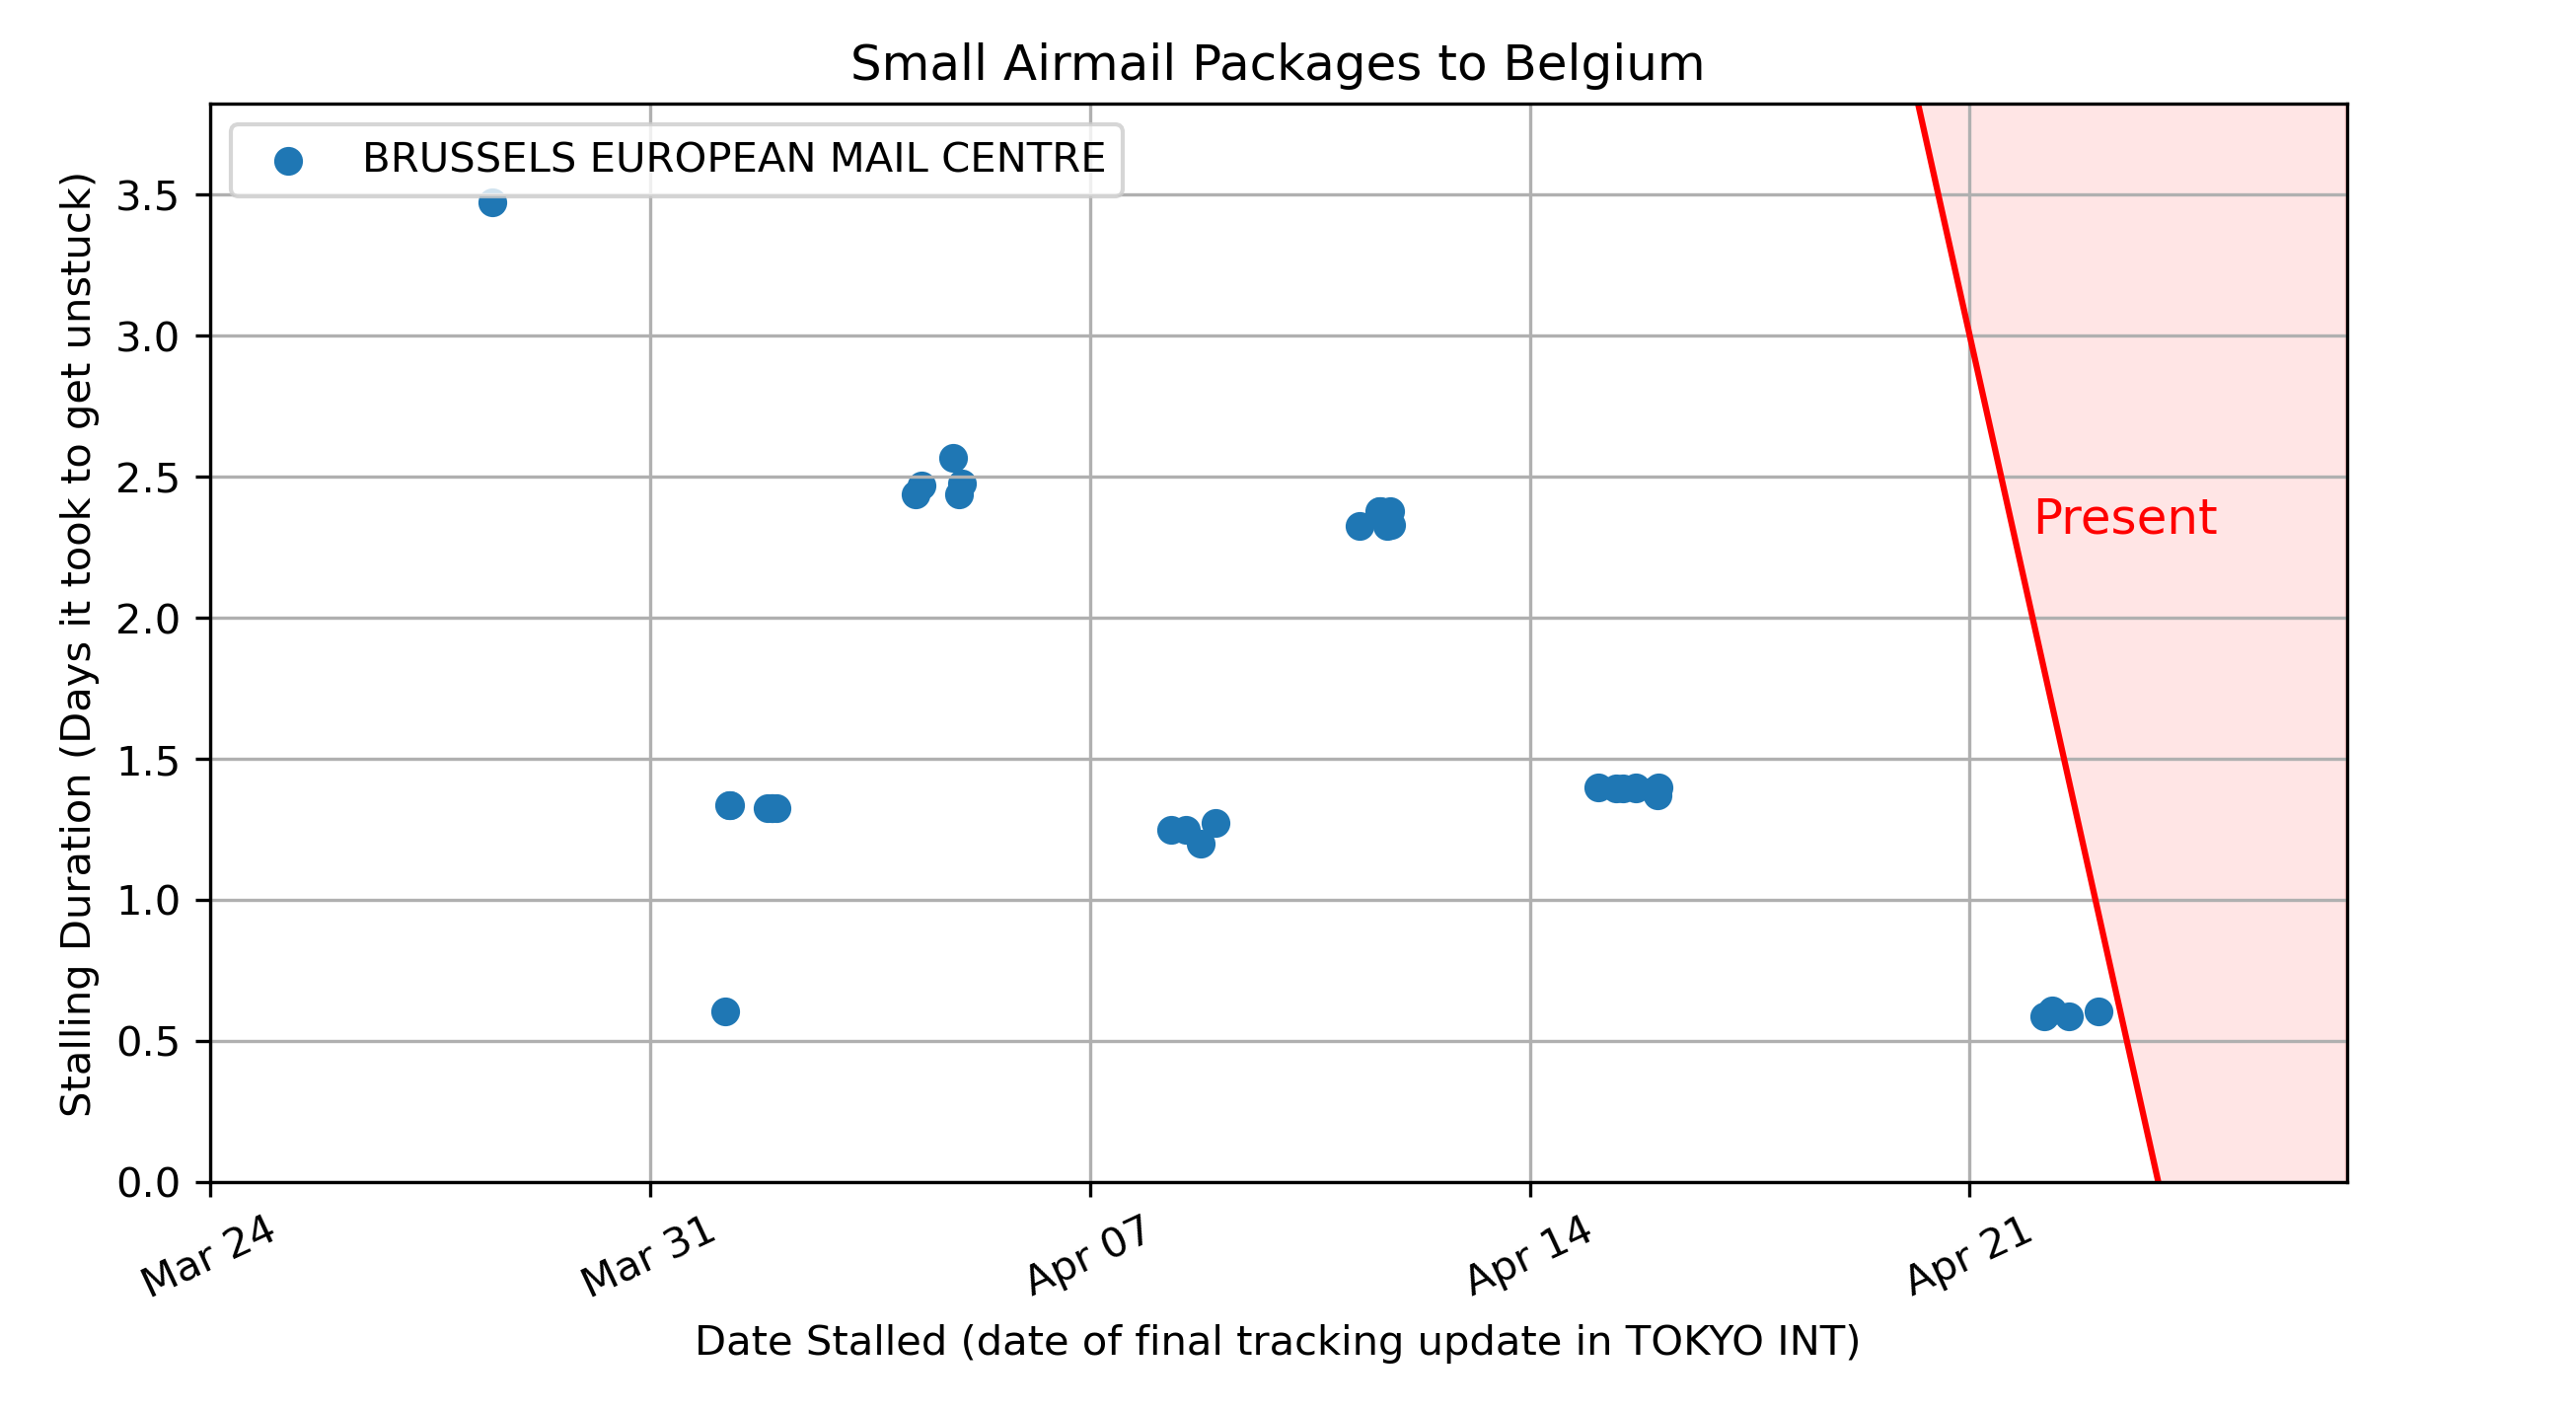 Small Airmail Packages to Belgium
BRUSSELS EUROPEAN MAIL CENTRE
Stalling Duration (Days it took to get unstuck)
3.5
3.0
2.5
2.0
1.5
1.0
0.5
0.0
Present
Mar 24
Mar 31
Apr 07
Apr 14
Apr 21
Date Stalled (date of final tracking update in TOKYO INT)